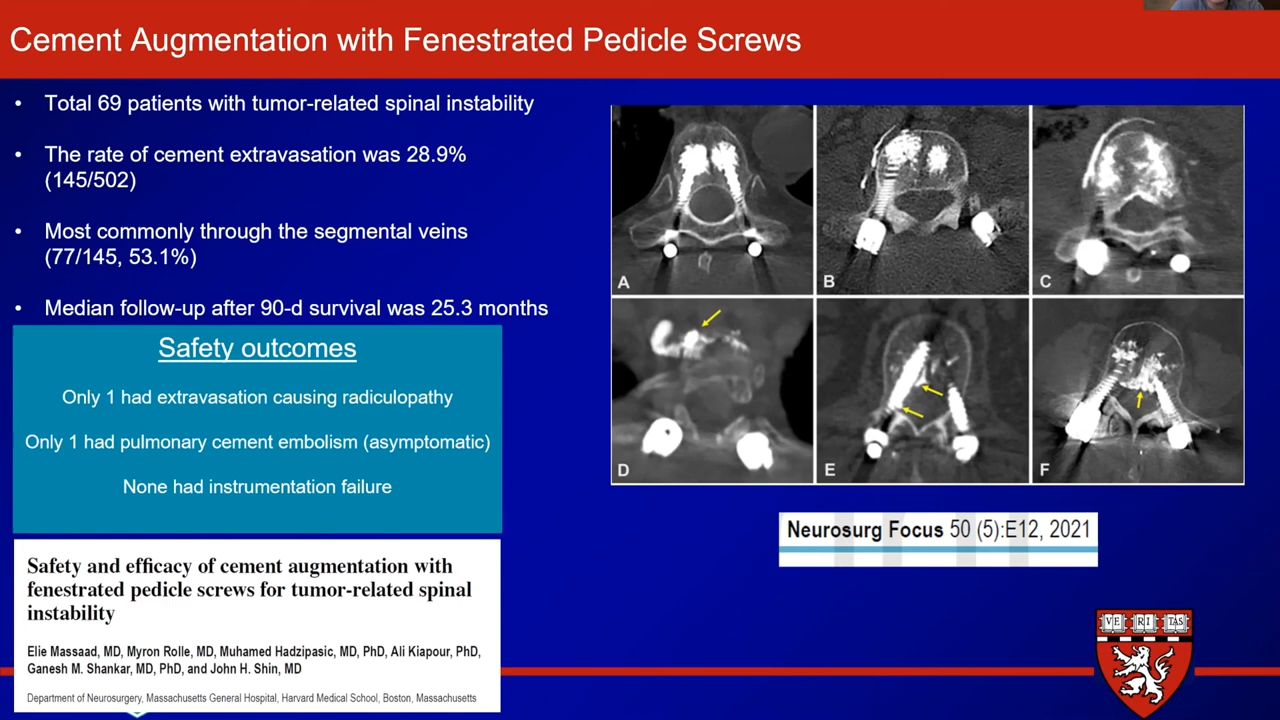 Cement Augmentation with Fenestrated Pedicle Screws
• Total 69 patients with tumor-related spinal instability
• The rate of cement extravasation was 28.9%
(145/502)
• Most commonly through the segmental veins
(77/145, 53.1%)
• Median follow-up after 90-d survival was 25.3 months
Safety outcomes
Only 1 had extravasation causing radiculopathy
Only 1 had pulmonary cement embolism (asymptomatic)
None had instrumentation failure
Safety and efficacy of cement augmentation with
fenestrated pedicle screws for tumor-related spinal
instability
Elie Massaad, MD, Myron Rolle, MD, Muhamed Hadzipasic, MD, PhD, Ali Kiapour, PhD,
Ganesh M. Shankar, MD, PhD, and John H. Shin, MD
Department of Neurosurgery, Massachusetts General Hospital, Harvard Medical School, Boston, Massachusetts
A
B
C
D
E
F
Neurosurg Focus 50 (5):E12, 2021
VE RI TAS